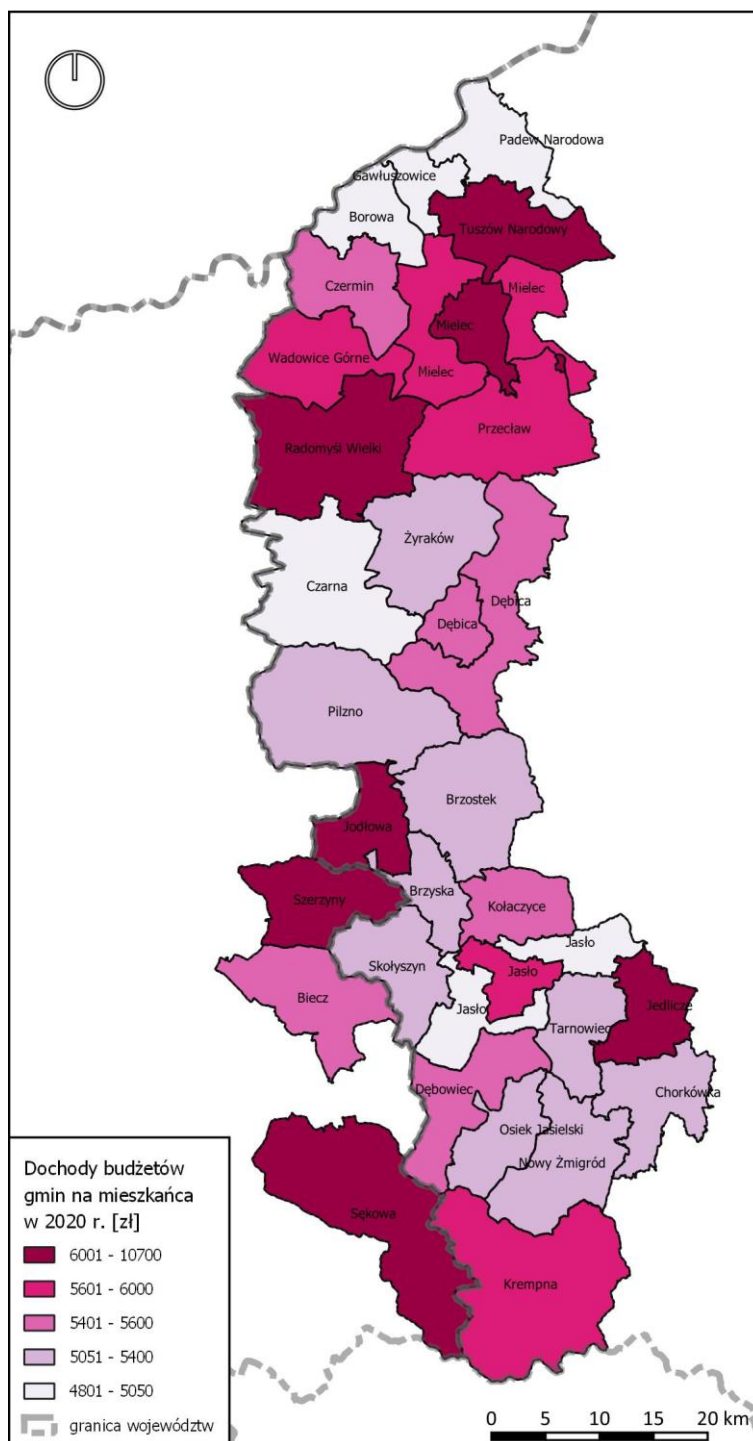 Padew Narodowa
Gawłuszowice
Borowa
Tuszów Narodowy
Czermin
Mielec
Mielec
Wadowice Górne
Mielec
Przecław
Radomyśl Wielki
Żyraków
Czarna
Dębica
Dębica
Pilzno
Brzostek
Jodłowa
Brzyska
Szerzyny
Kołaczyce
Jasło
Skołyszyn
Jasło
Biecz
Jasło
Jedlicze
Tarnowiec
Dębowiec
Chorkówka
Osiek Jasielski
Nowy Żmigród
Sękowa
Krempna
Dochody budżetów
gmin na mieszkańca
w 2020 r. [zł]
6001 - 10700
5601 - 6000
5401 - 5600
5051 - 5400
4801 - 5050
granica województw
0 5 10 15 20 km